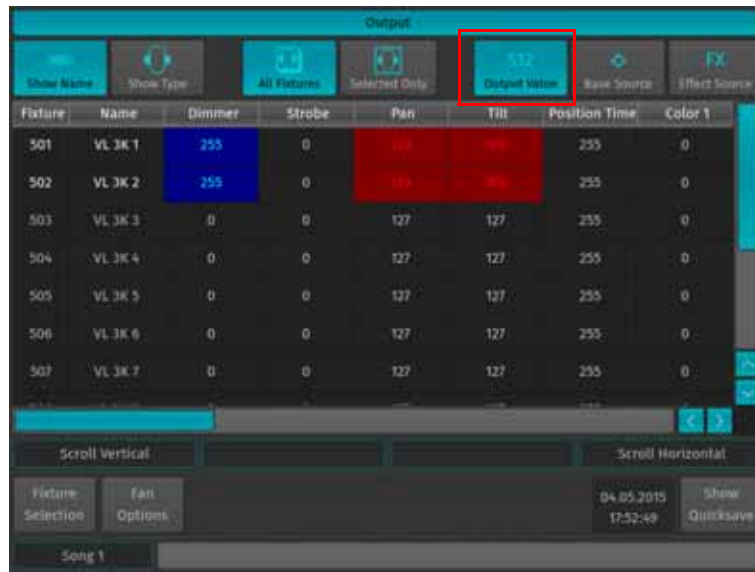 Output
Show Name Show Type All Fixtures Selected Only 512 Output Value Base Source FX Effect Source
Fixture Name Dimmer Strobe Pan Tilt Position Time Color 1
501 VL 3K 1 255 0 255 0
502 VL 3K 2 255 0 255 0
503 VL 3K 3 0 0 127 127 255 0
504 VL 3K 4 0 0 127 127 255 0
505 VL 3K 5 0 0 127 127 255 0
506 VL 3K 6 0 0 127 127 255 0
507 VL 3K 7 0 0 127 127 255 0
Scroll Vertical Scroll Horizontal
Fixture Selection Fan Options 04.05.2015 17:52:49 Show Quicksave
Song 1